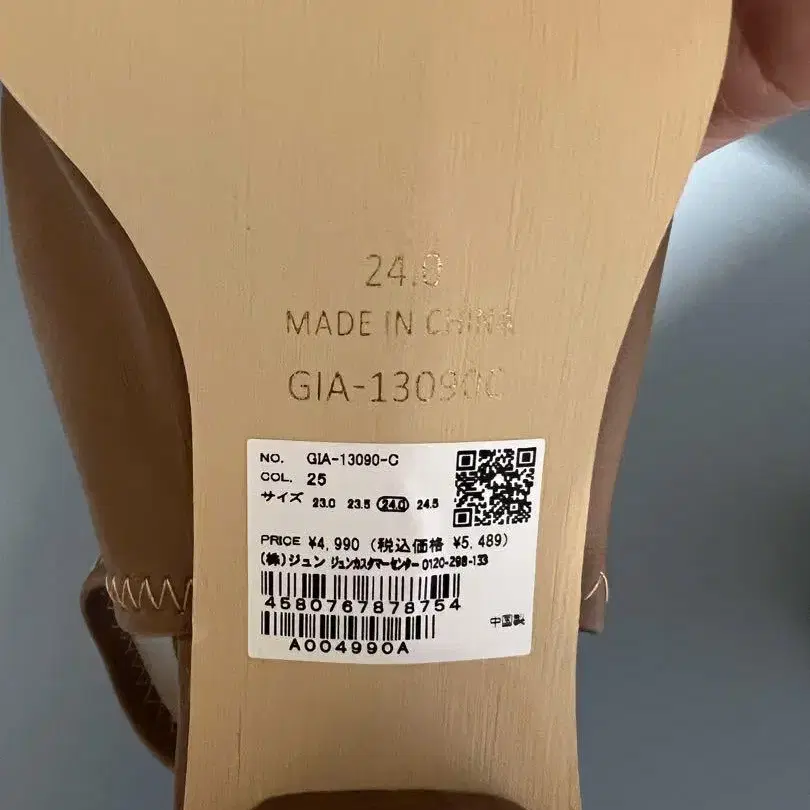 24.0
MADE IN CHINA
GIA-13090C
NO. GIA-13090-C
COL. 25
サイズ 23.0 23.5 24.0 24.5
PRICE ¥4,990 (税込価格 ¥5,489)
(株)ジュン ジュンカスタマーセンター 0120-298-133
4580767878754
中国製
A004990A